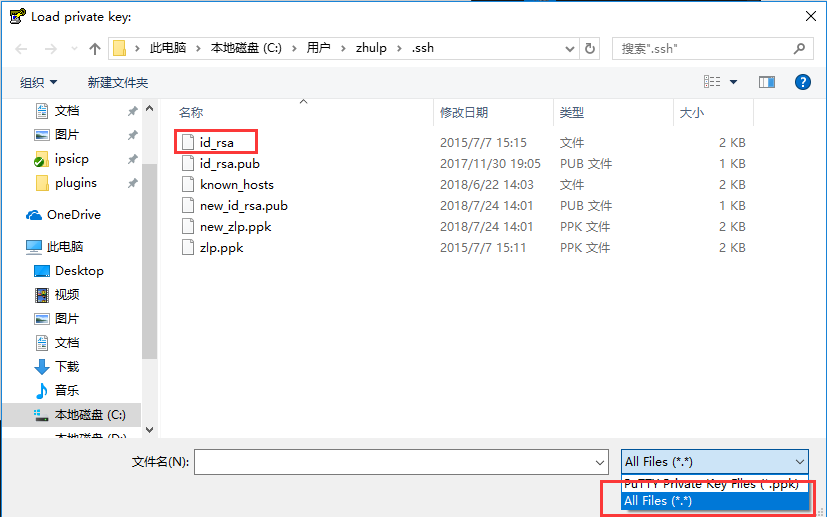 Load private key:
此电脑 > 本地磁盘 (C:) > 用户 > zhulp > .ssh
搜索".ssh"
组织 新建文件夹
文档
图片
ipsicp
plugins
OneDrive
此电脑
Desktop
视频
图片
文档
下载
音乐
本地磁盘 (C:)
本地磁盘 (D:)
名称 修改日期 类型 大小
id_rsa 2015/7/7 15:15 文件 2 KB
id_rsa.pub 2017/11/30 19:05 PUB 文件 1 KB
known_hosts 2018/6/22 14:03 文件 2 KB
new_id_rsa.pub 2018/7/24 14:01 PUB 文件 1 KB
new_zlp.ppk 2018/7/24 14:01 PPK 文件 2 KB
zlp.ppk 2015/7/7 15:11 PPK 文件 2 KB
文件名(N):
All Files (*.*)
PuTTY Private Key Files (*.ppk)
All Files (*.*)